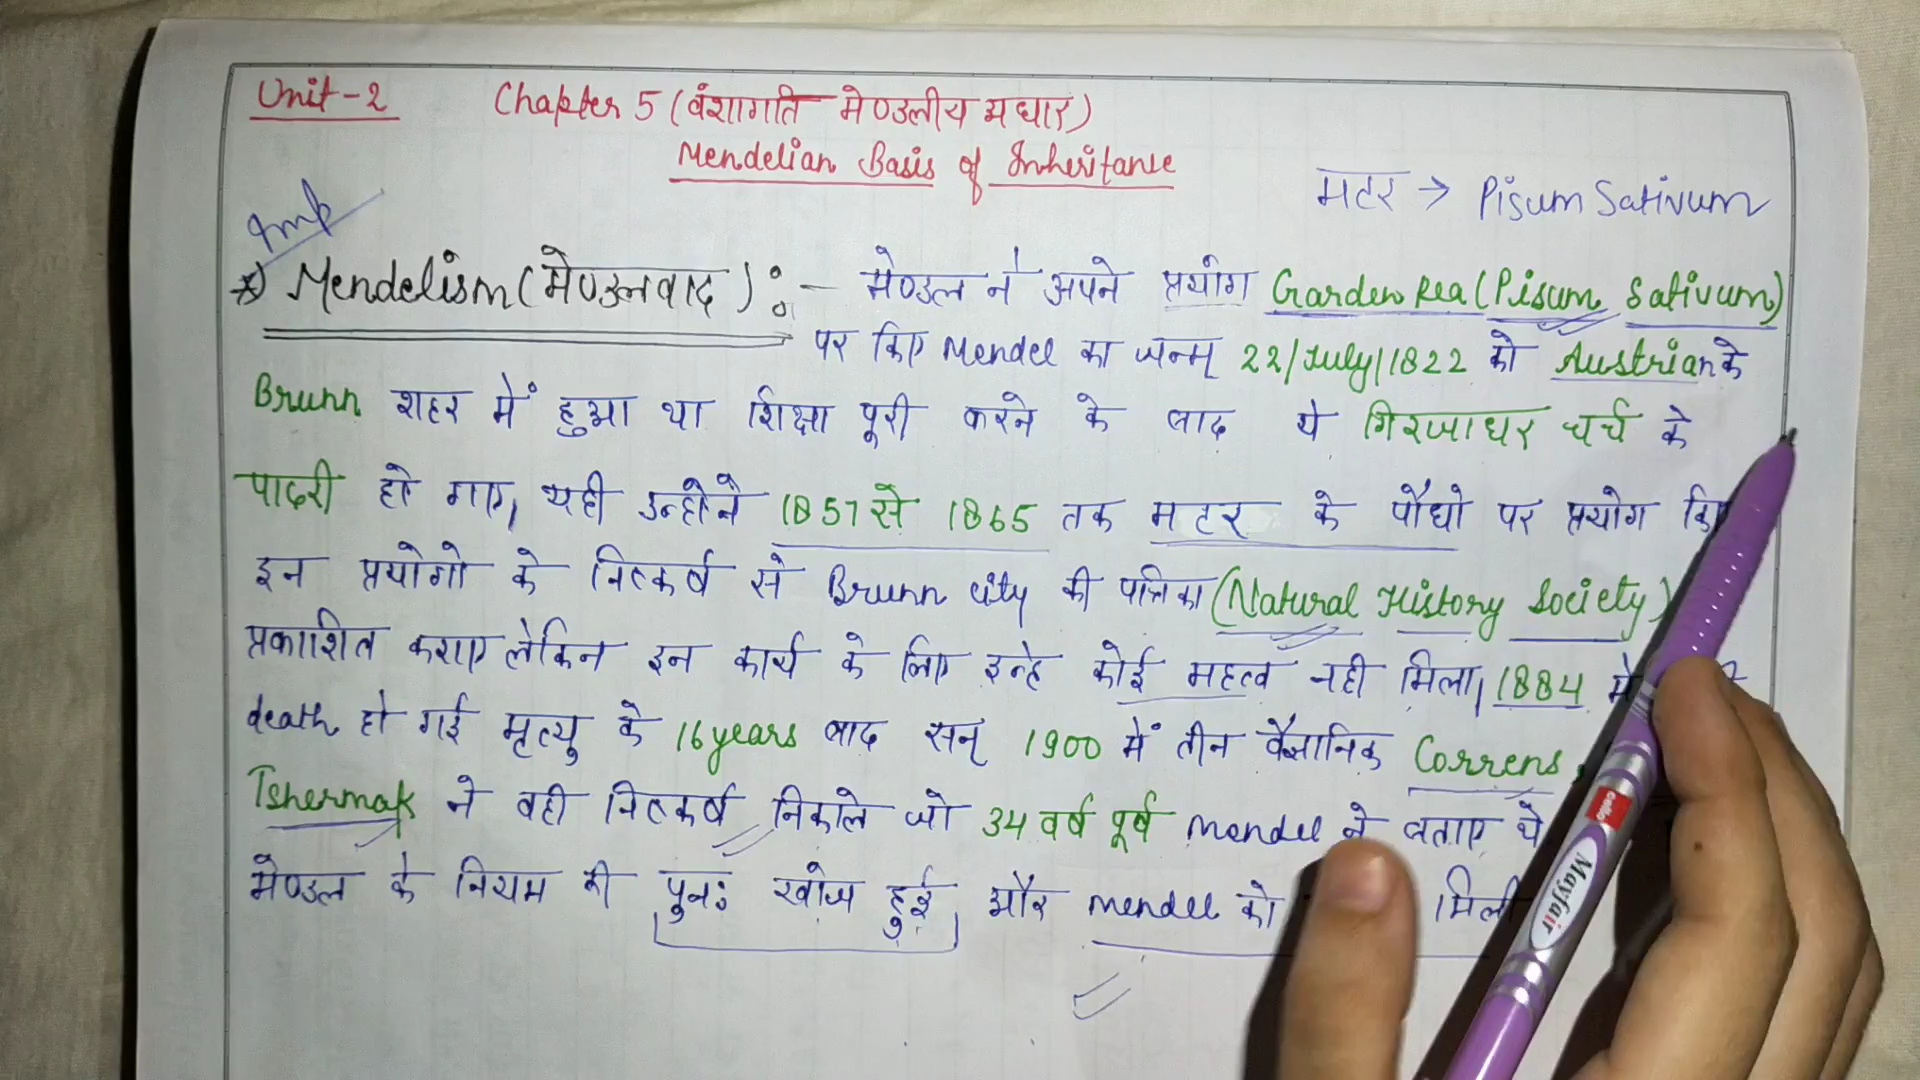 Unit-2 Chapter 5 (वंशागति मेण्डलीय मधार)
Mendelian Basis of Inheritance
मटर → Pisum Sativum
Imp
Mendelism (मेण्डलवाद) :- मेण्डल ने अपने प्रयोग Garden Pea (Pisum Sativum)
पर किए Mendel का जन्म 22/July/1822 को Austrian के
Brunn शहर में हुआ था शिक्षा पूरी करने के बाद ये गिरजाघर चर्च के
पादरी हो गए, यही उन्होने 1857 से 1865 तक मटर के पौधो पर प्रयोग
इन प्रयोगो के निष्कर्ष से Brunn city की पत्रिका (Natural History Society)
प्रकाशित कराए लेकिन इन कार्य के लिए इन्हे कोई महत्व नही मिला, 1884 मे
death हो गई मृत्यु के 16 years बाद सन् 1900 में तीन वैज्ञानिक Correns,
Tshermak ने वही निष्कर्ष निकाले जो 34 वर्ष पूर्व Mendel ने बताए थे
मेण्डल के नियम की पुनः खोज हुई और mendel को मिली
cello
Mayfair